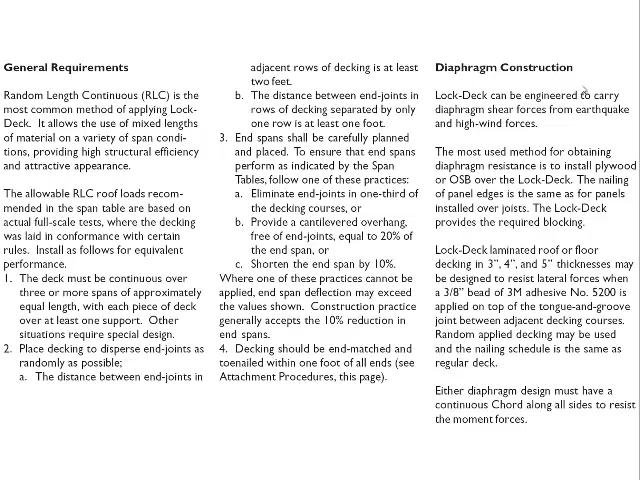 General Requirements
Random Length Continuous (RLC) is the
most common method of applying Lock-
Deck.  It allows the use of mixed lengths
of material on a variety of span condi-
tions, providing high structural efficiency
and attractive appearance.
The allowable RLC roof loads recom-
mended in the span table are based on
actual full-scale tests, where the decking
was laid in conformance with certain
rules.  Install as follows for equivalent
performance.
1.  The deck must be continuous over
three or more spans of approximately
equal length, with each piece of deck
over at least one support.  Other
situations require special design.
2.  Place decking to disperse end-joints as
randomly as possible;
a.  The distance between end-joints in
adjacent rows of decking is at least
two feet.
b.  The distance between end-joints in
rows of decking separated by only
one row is at least one foot.
3.  End spans shall be carefully planned
and placed.  To ensure that end spans
perform as indicated by the Span
Tables, follow one of these practices:
a.  Eliminate end-joints in one-third of
the decking courses, or
b.  Provide a cantilevered overhang,
free of end-joints, equal to 20% of
the end span, or
c.  Shorten the end span by 10%.
Where one of these practices cannot be
applied, end span deflection may exceed
the values shown.  Construction practice
generally accepts the 10% reduction in
end spans.
4.  Decking should be end-matched and
toenailed within one foot of all ends (see
Attachment Procedures, this page).
Diaphragm Construction
Lock-Deck can be engineered to carry
diaphragm shear forces from earthquake
and high-wind forces.
The most used method for obtaining
diaphragm resistance is to install plywood
or OSB over the Lock-Deck. The nailing
of panel edges is the same as for panels
installed over joists. The Lock-Deck
provides the required blocking.
Lock-Deck laminated roof or floor
decking in 3”, 4”, and 5” thicknesses may
be designed to resist lateral forces when
a 3/8” bead of 3M adhesive No. 5200 is
applied on top of the tongue-and-groove
joint between adjacent decking courses.
Random applied decking may be used
and the nailing schedule is the same as
regular deck.
Either diaphragm design must have a
continuous Chord along all sides to resist
the moment forces.